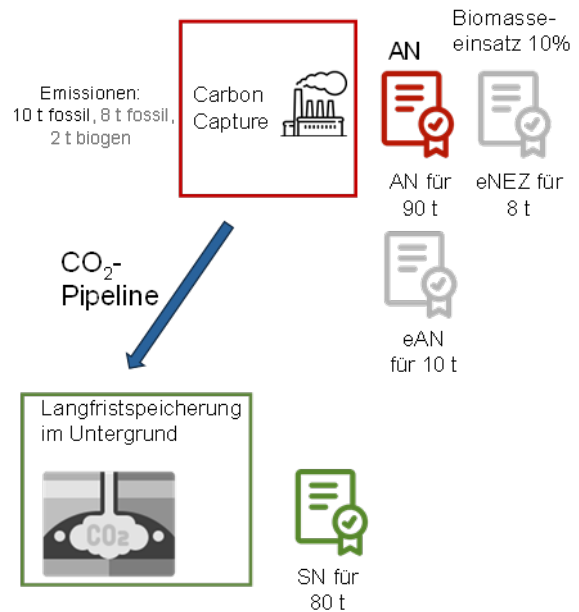 Biomasse-
einsatz 10%
AN
Emissionen:
10 t fossil, 8 t fossil,
2 t biogen
Carbon
Capture
AN für
90 t
eNEZ für
8 t
eAN
für 10 t
CO₂-
Pipeline
Langfristspeicherung
im Untergrund
CO₂
SN für
80 t